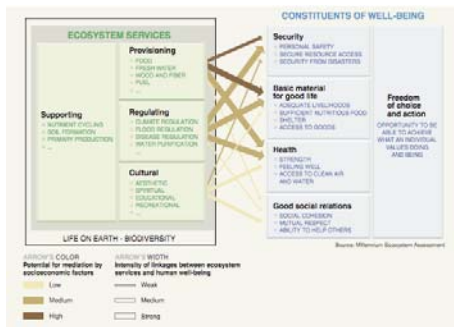 CONSTITUENTS OF WELL-BEING
ECOSYSTEM SERVICES
Supporting
NUTRIENT CYCLING
SOIL FORMATION
PRIMARY PRODUCTION
...
Provisioning
FOOD
FRESH WATER
WOOD AND FIBER
FUEL
...
Regulating
CLIMATE REGULATION
FLOOD REGULATION
DISEASE REGULATION
WATER PURIFICATION
...
Cultural
AESTHETIC
SPIRITUAL
EDUCATIONAL
RECREATIONAL
...
LIFE ON EARTH - BIODIVERSITY
Security
PERSONAL SAFETY
SECURE RESOURCE ACCESS
SECURITY FROM DISASTERS
Basic material
for good life
ADEQUATE LIVELIHOODS
SUFFICIENT NUTRITIOUS FOOD
SHELTER
ACCESS TO GOODS
Health
STRENGTH
FEELING WELL
ACCESS TO CLEAN AIR
AND WATER
Good social relations
SOCIAL COHESION
MUTUAL RESPECT
ABILITY TO HELP OTHERS
Freedom
of choice
and action
OPPORTUNITY TO BE
ABLE TO ACHIEVE
WHAT AN INDIVIDUAL
VALUES DOING
AND BEING
Source: Millennium Ecosystem Assessment
ARROW'S COLOR
Potential for mediation by
socioeconomic factors
Low
Medium
High
ARROW'S WIDTH
Intensity of linkages between ecosystem
services and human well-being
Weak
Medium
Strong